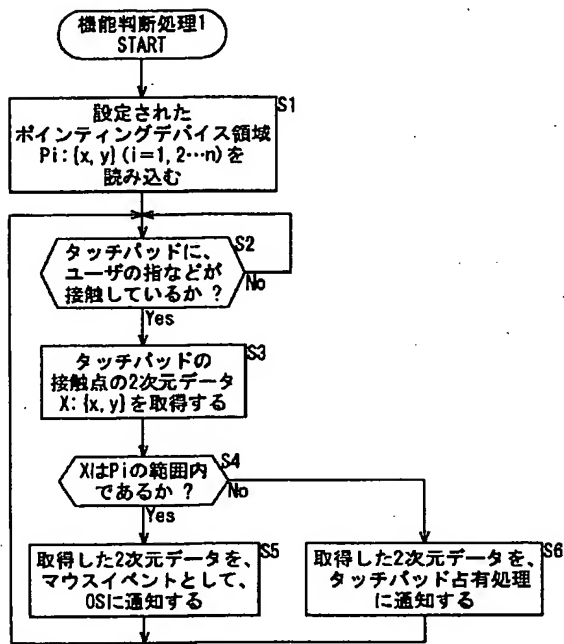 機能判断処理1
START
S1
設定された
ポインティングデバイス領域
Pi:{x,y}(i=1,2…n)を
読み込む
S2
タッチパッドに、
ユーザの指などが
接触しているか ?
No
Yes
S3
タッチパッドの
接触点の2次元データ
X:{x,y}を取得する
S4
XはPiの範囲内
であるか ?
No
Yes
S5
取得した2次元データを、
マウスイベントとして、
OSに通知する
S6
取得した2次元データを、
タッチパッド占有処理
に通知する